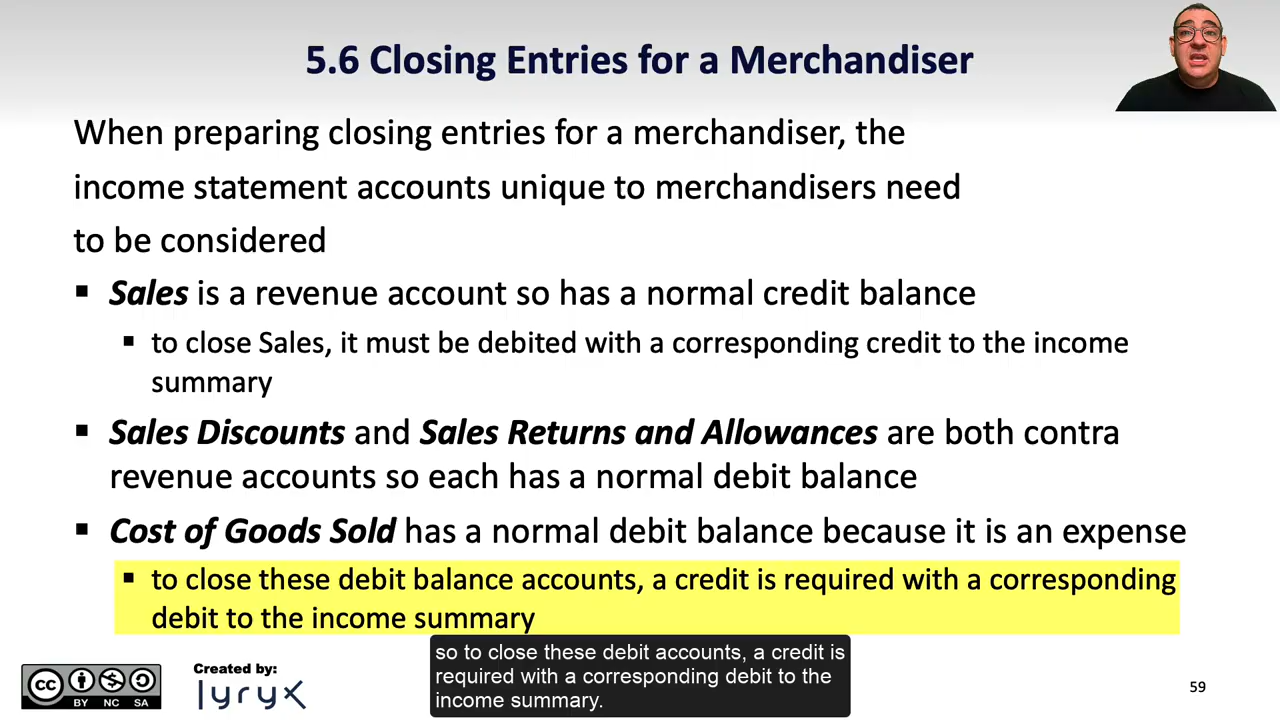 5.6 Closing Entries for a Merchandiser
When preparing closing entries for a merchandiser, the
income statement accounts unique to merchandisers need
to be considered
▪ Sales is a revenue account so has a normal credit balance
▪ to close Sales, it must be debited with a corresponding credit to the income
summary
▪ Sales Discounts and Sales Returns and Allowances are both contra
revenue accounts so each has a normal debit balance
▪ Cost of Goods Sold has a normal debit balance because it is an expense
▪ to close these debit balance accounts, a credit is required with a corresponding
debit to the income summary
so to close these debit accounts, a credit is
required with a corresponding debit to the
income summary.
cc
BY NC SA
Created by:
lyryx
59